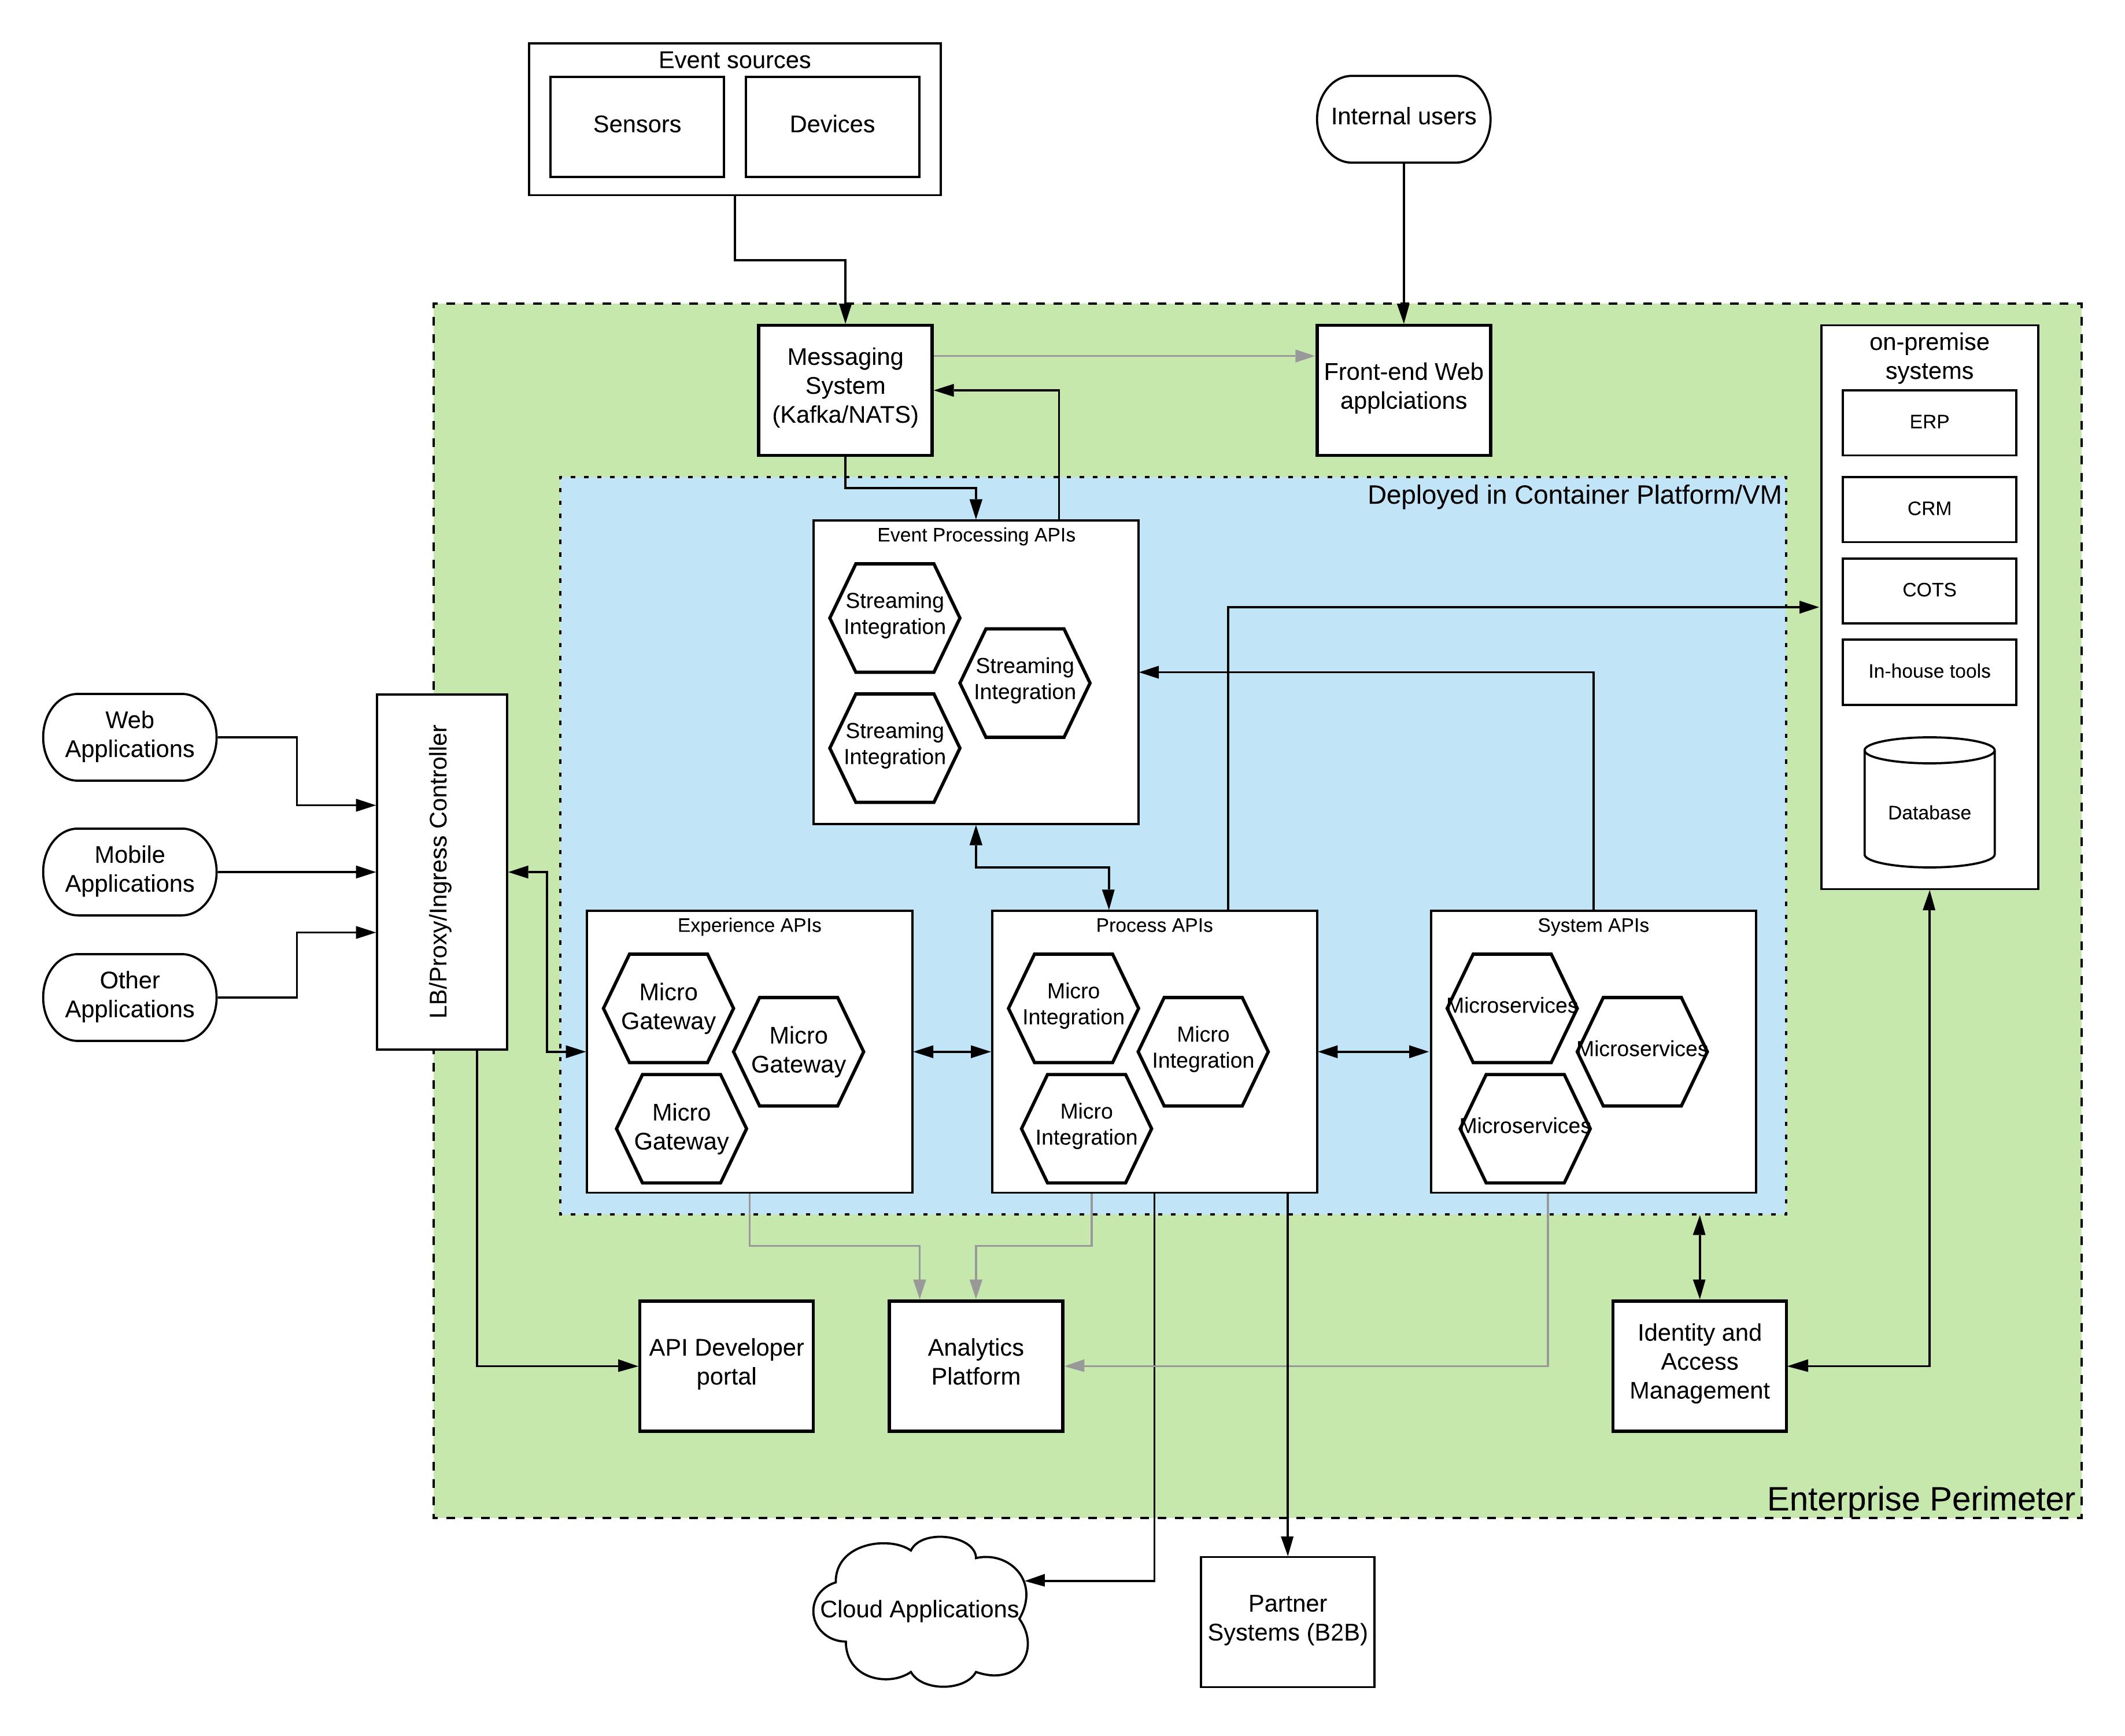 Event sources
Sensors
Devices
Internal users
Messaging
System
(Kafka/NATS)
Front-end Web
applciations
on-premise
systems
ERP
CRM
COTS
In-house tools
Database
Deployed in Container Platform/VM
Event Processing APIs
Streaming
Integration
Streaming
Integration
Streaming
Integration
Web
Applications
Mobile
Applications
Other
Applications
LB/Proxy/Ingress Controller
Experience APIs
Micro
Gateway
Micro
Gateway
Micro
Gateway
Process APIs
Micro
Integration
Micro
Integration
Micro
Integration
System APIs
Microservices
Microservices
Microservices
API Developer
portal
Analytics
Platform
Identity and
Access
Management
Enterprise Perimeter
Cloud Applications
Partner
Systems (B2B)